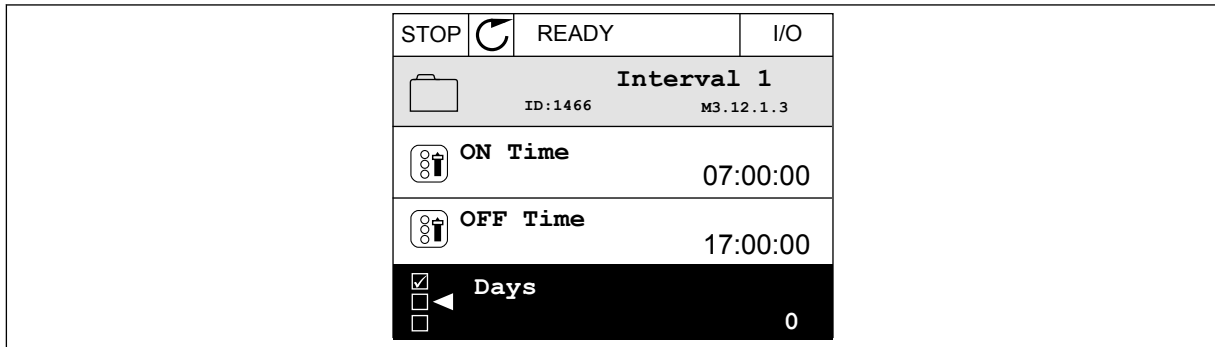 STOP READY I/O
Interval 1
ID:1466 M3.12.1.3
ON Time
07:00:00
OFF Time
17:00:00
Days
0